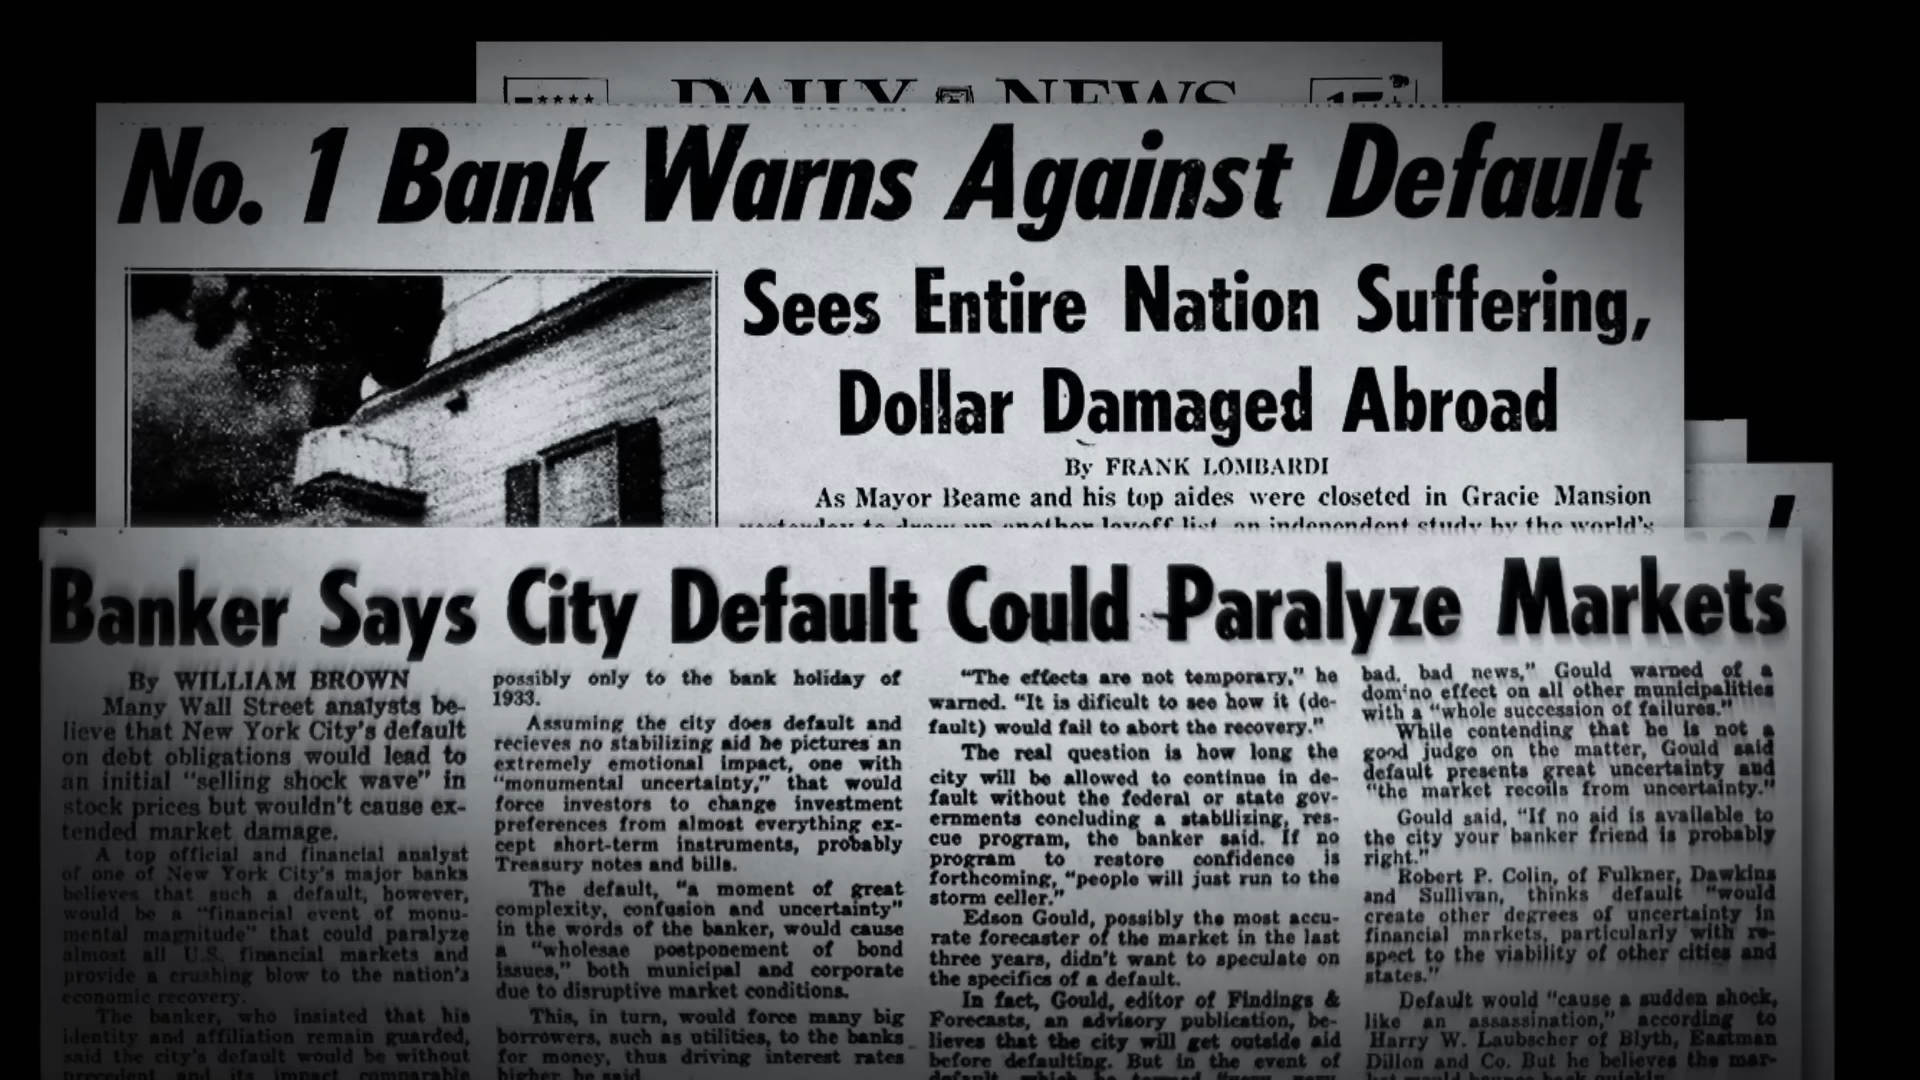 DAILY NEWS
No. 1 Bank Warns Against Default
Sees Entire Nation Suffering,
Dollar Damaged Abroad
By FRANK LOMBARDI
As Mayor Beame and his top aides were closeted in Gracie Mansion
yesterday to draw up another layoff list, an independent study by the world's
Banker Says City Default Could Paralyze Markets
By WILLIAM BROWN
Many Wall Street analysts be-
lieve that New York City's default
on debt obligations would lead to
an initial "selling shock wave" in
stock prices but wouldn't cause ex-
tended market damage.
A top official and financial analyst
of one of New York City's major banks
believes that such a default, however,
would be a "financial event of monu-
mental magnitude" that could paralyze
almost all U.S. financial markets and
provide a crushing blow to the nation's
economic recovery.
The banker, who insisted that his
identity and affiliation remain guarded,
said the city's default would be without
precedent and its impact comparable
possibly only to the bank holiday of
1933.
Assuming the city does default and
recieves no stabilizing aid he pictures an
extremely emotional impact, one with
"monumental uncertainty," that would
force investors to change investment
preferences from almost everything ex-
cept short-term instruments, probably
Treasury notes and bills.
The default, "a moment of great
complexity, confusion and uncertainty"
in the words of the banker, would cause
a "wholesae postponement of bond
issues," both municipal and corporate
due to disruptive market conditions.
This, in turn, would force many big
borrowers, such as utilities, to the banks
for money, thus driving interest rates
higher he said.
"The effects are not temporary," he
warned. "It is dificult to see how it (de-
fault) would fail to abort the recovery."
The real question is how long the
city will be allowed to continue in de-
fault without the federal or state gov-
ernments concluding a stabilizing, res-
cue program, the banker said. If no
program to restore confidence is
forthcoming, "people will just run to the
storm celler."
Edson Gould, possibly the most accu-
rate forecaster of the market in the last
three years, didn't want to speculate on
the specifics of a default.
In fact, Gould, editor of Findings &
Forecasts, an advisory publication, be-
lieves that the city will get outside aid
before defaulting. But in the event of
bad, bad news," Gould warned of a
domino effect on all other municipalities
with a "whole succession of failures."
While contending that he is not a
good judge on the matter, Gould said
default presents great uncertainty and
"the market recoils from uncertainty."
Gould said, "If no aid is available to
the city your banker friend is probably
right."
Robert P. Colin, of Fulkner, Dawkins
and Sullivan, thinks default "would
create other degrees of uncertainty in
financial markets, particularly with re-
spect to the viability of other cities and
states."
Default would "cause a sudden shock,
like an assassination," according to
Harry W. Laubscher of Blyth, Eastman
Dillon and Co. But he believes the mar-